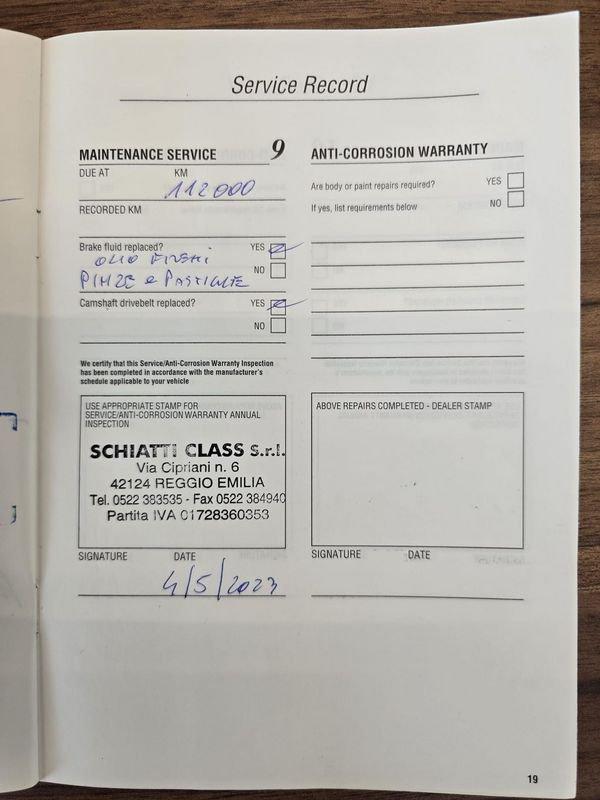 Service Record
MAINTENANCE SERVICE 9
DUE AT KM
112000
RECORDED KM
Brake fluid replaced? YES
OLIO FRENI
NO
PINZE e PASTIGLIE
Camshaft drivebelt replaced? YES
NO
We certify that this Service/Anti-Corrosion Warranty Inspection
has been completed in accordance with the manufacturer's
schedule applicable to your vehicle
USE APPROPRIATE STAMP FOR
SERVICE/ANTI-CORROSION WARRANTY ANNUAL
INSPECTION
SCHIATTI CLASS s.r.l.
Via Cipriani n. 6
42124 REGGIO EMILIA
Tel. 0522 383535 - Fax 0522 384940
Partita IVA 01728360353
SIGNATURE DATE
4/5/2023
ANTI-CORROSION WARRANTY
Are body or paint repairs required? YES
If yes, list requirements below NO
ABOVE REPAIRS COMPLETED - DEALER STAMP
SIGNATURE DATE
19